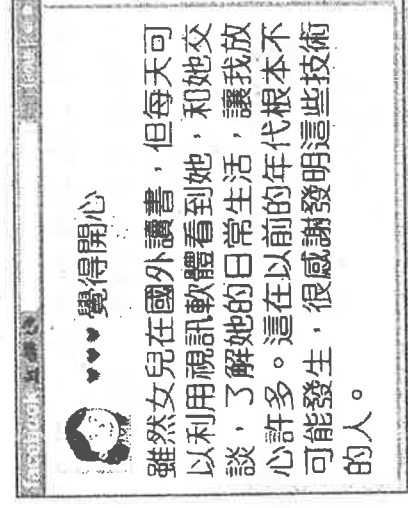 ♥♥♥ 覺得開心
雖然女兒在國外讀書，但每天可
以利用視訊軟體看到她，和她交
談，了解她的日常生活，讓我放
心許多。這在以前的年代根本不
可能發生，很感謝發明這些技術
的人。